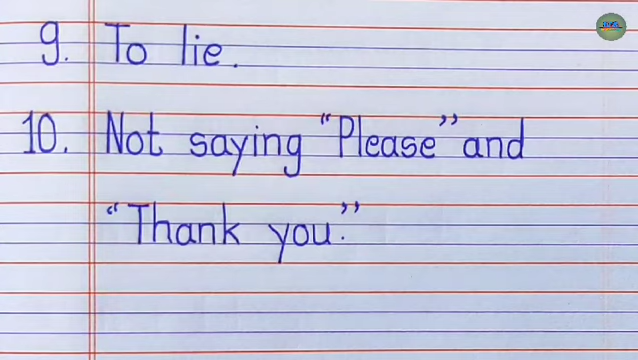 9. To lie.
10. Not saying "Please" and
"Thank you."